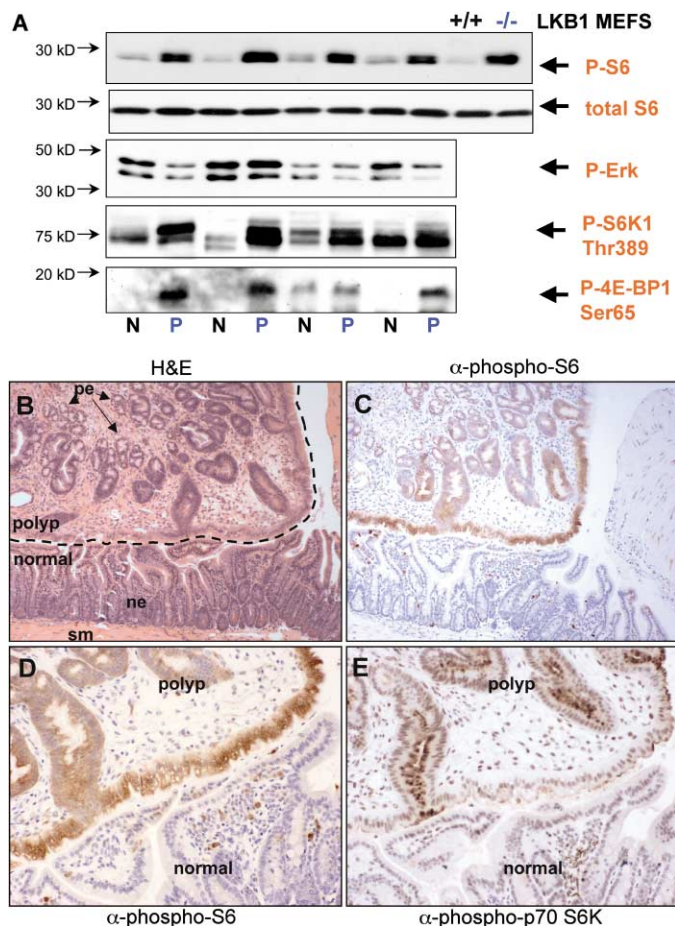 A
+/+ -/- LKB1 MEFS
30 kD
P-S6
30 kD
total S6
50 kD
P-Erk
30 kD
75 kD
P-S6K1
Thr389
20 kD
P-4E-BP1
Ser65
N P N P N P N P
H&E
α-phospho-S6
B
pe
polyp
normal
ne
sm
C
D
polyp
normal
E
polyp
normal
α-phospho-S6
α-phospho-p70 S6K